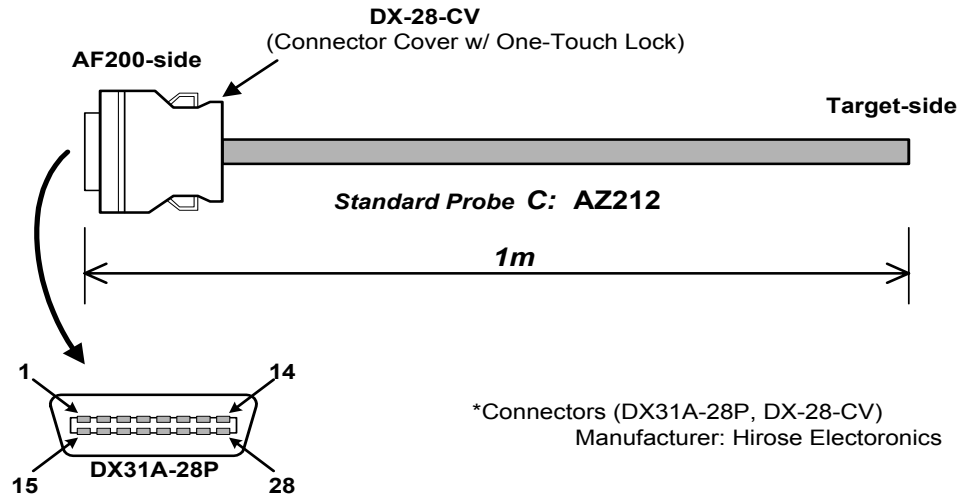 DX-28-CV
(Connector Cover w/ One-Touch Lock)
AF200-side
Target-side
Standard Probe C: AZ212
1m
1
14
*Connectors (DX31A-28P, DX-28-CV)
Manufacturer: Hirose Electoronics
DX31A-28P
15
28